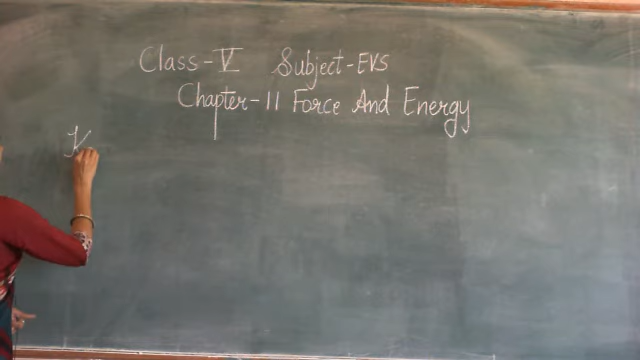 Class-V Subject-EVS
Chapter-11 Force And Energy
K